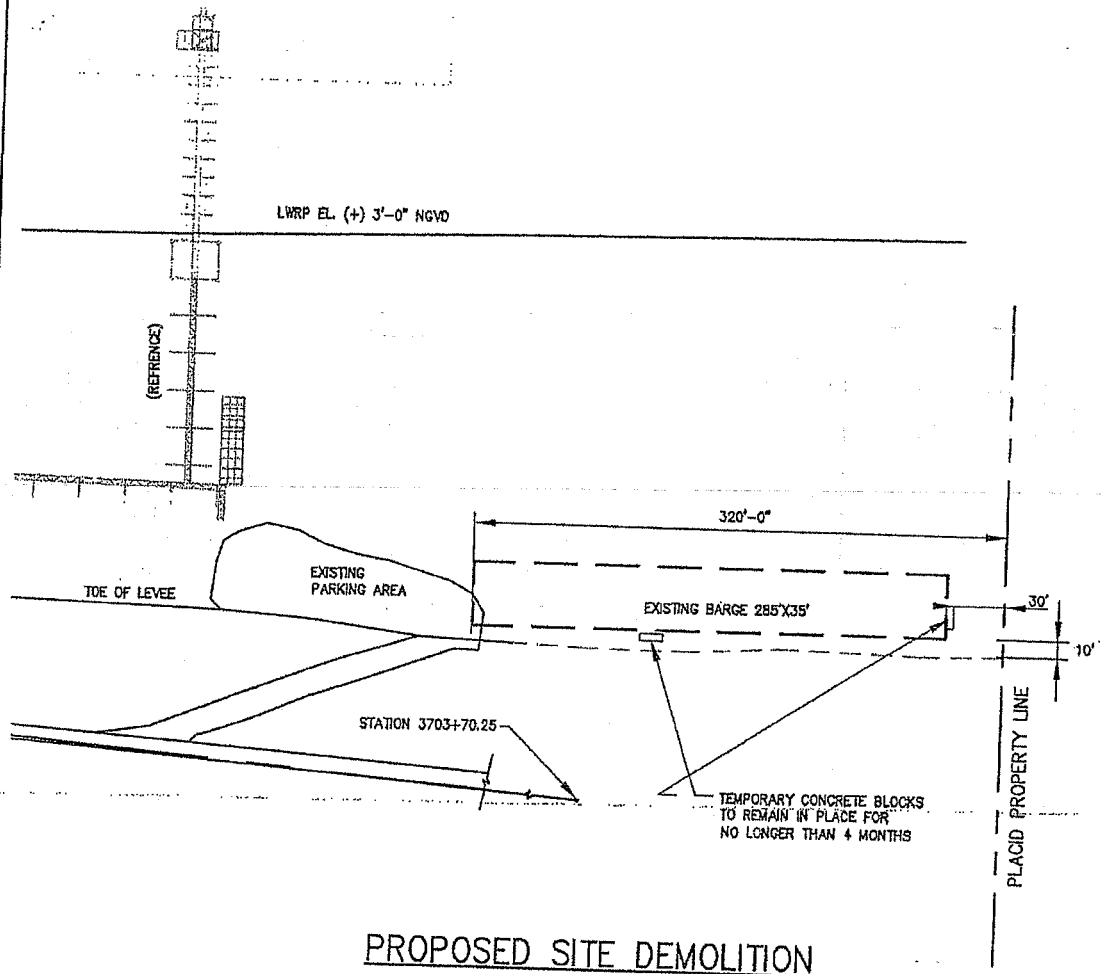 LWRP EL. (+) 3'-0" NGVD
(REFRENCE)
320'-0"
EXISTING
PARKING AREA
TOE OF LEVEE
EXISTING BARGE 285'X35'
30'
10'
STATION 3703+70.25
TEMPORARY CONCRETE BLOCKS
TO REMAIN IN PLACE FOR
NO LONGER THAN 4 MONTHS
PLACID PROPERTY LINE
PROPOSED SITE DEMOLITION